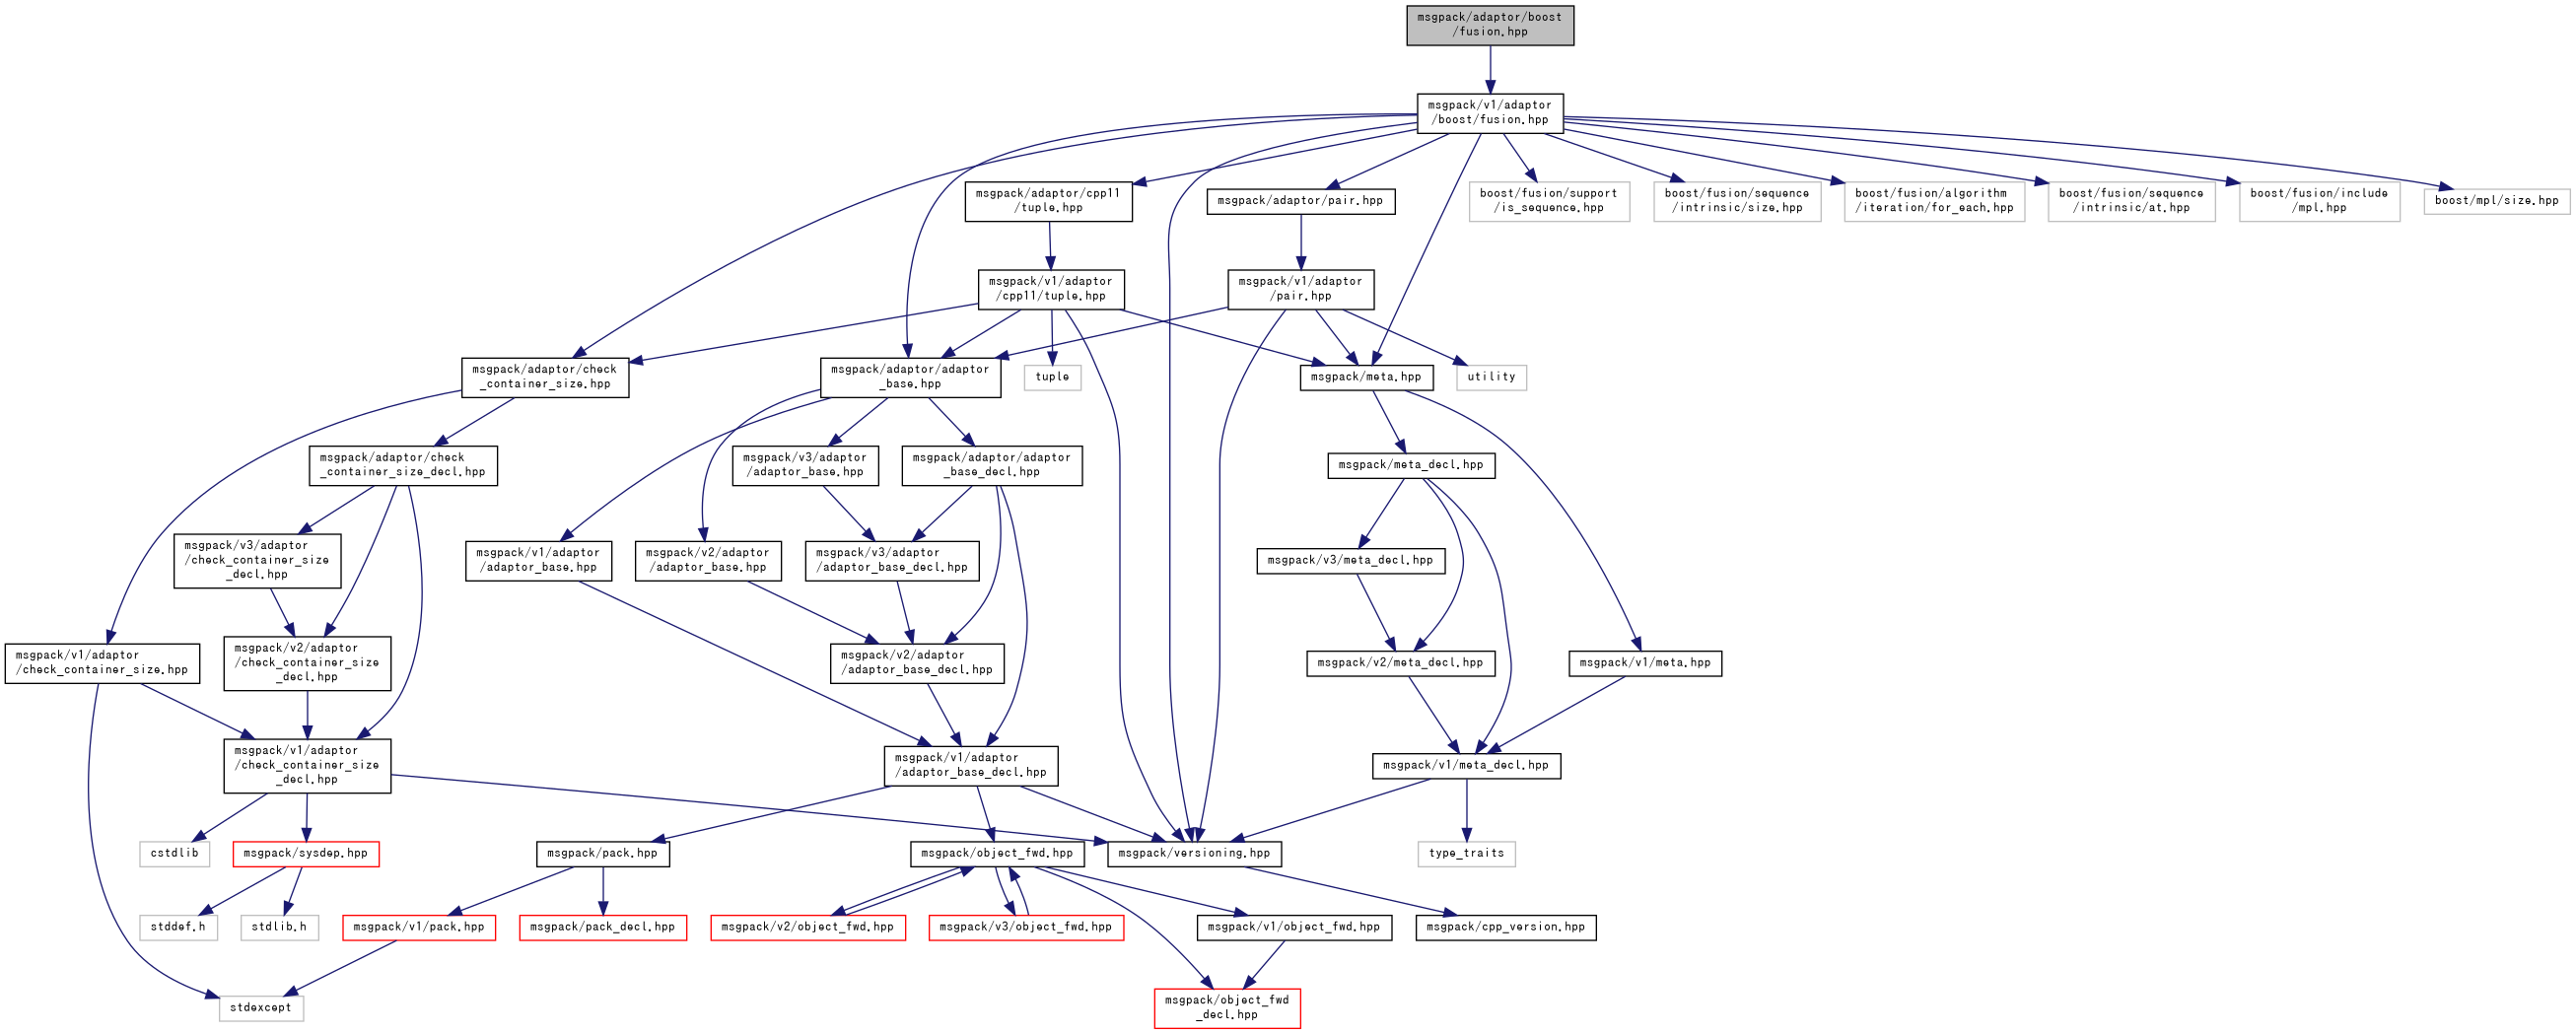 msgpack/adaptor/boost
/fusion.hpp
msgpack/v1/adaptor
/boost/fusion.hpp
msgpack/adaptor/cpp11
/tuple.hpp
msgpack/adaptor/pair.hpp
boost/fusion/support
/is_sequence.hpp
boost/fusion/sequence
/intrinsic/size.hpp
boost/fusion/algorithm
/iteration/for_each.hpp
boost/fusion/sequence
/intrinsic/at.hpp
boost/fusion/include
/mpl.hpp
boost/mpl/size.hpp
msgpack/v1/adaptor
/cpp11/tuple.hpp
msgpack/v1/adaptor
/pair.hpp
msgpack/adaptor/check
_container_size.hpp
msgpack/adaptor/adaptor
_base.hpp
tuple
msgpack/meta.hpp
utility
msgpack/adaptor/check
_container_size_decl.hpp
msgpack/v3/adaptor
/adaptor_base.hpp
msgpack/adaptor/adaptor
_base_decl.hpp
msgpack/meta_decl.hpp
msgpack/v3/adaptor
/check_container_size
_decl.hpp
msgpack/v1/adaptor
/adaptor_base.hpp
msgpack/v2/adaptor
/adaptor_base.hpp
msgpack/v3/adaptor
/adaptor_base_decl.hpp
msgpack/v3/meta_decl.hpp
msgpack/v1/adaptor
/check_container_size.hpp
msgpack/v2/adaptor
/check_container_size
_decl.hpp
msgpack/v2/adaptor
/adaptor_base_decl.hpp
msgpack/v2/meta_decl.hpp
msgpack/v1/meta.hpp
msgpack/v1/adaptor
/check_container_size
_decl.hpp
msgpack/v1/adaptor
/adaptor_base_decl.hpp
msgpack/v1/meta_decl.hpp
cstdlib
msgpack/sysdep.hpp
msgpack/pack.hpp
msgpack/object_fwd.hpp
msgpack/versioning.hpp
type_traits
stddef.h
stdlib.h
msgpack/v1/pack.hpp
msgpack/pack_decl.hpp
msgpack/v2/object_fwd.hpp
msgpack/v3/object_fwd.hpp
msgpack/v1/object_fwd.hpp
msgpack/cpp_version.hpp
stdexcept
msgpack/object_fwd
_decl.hpp